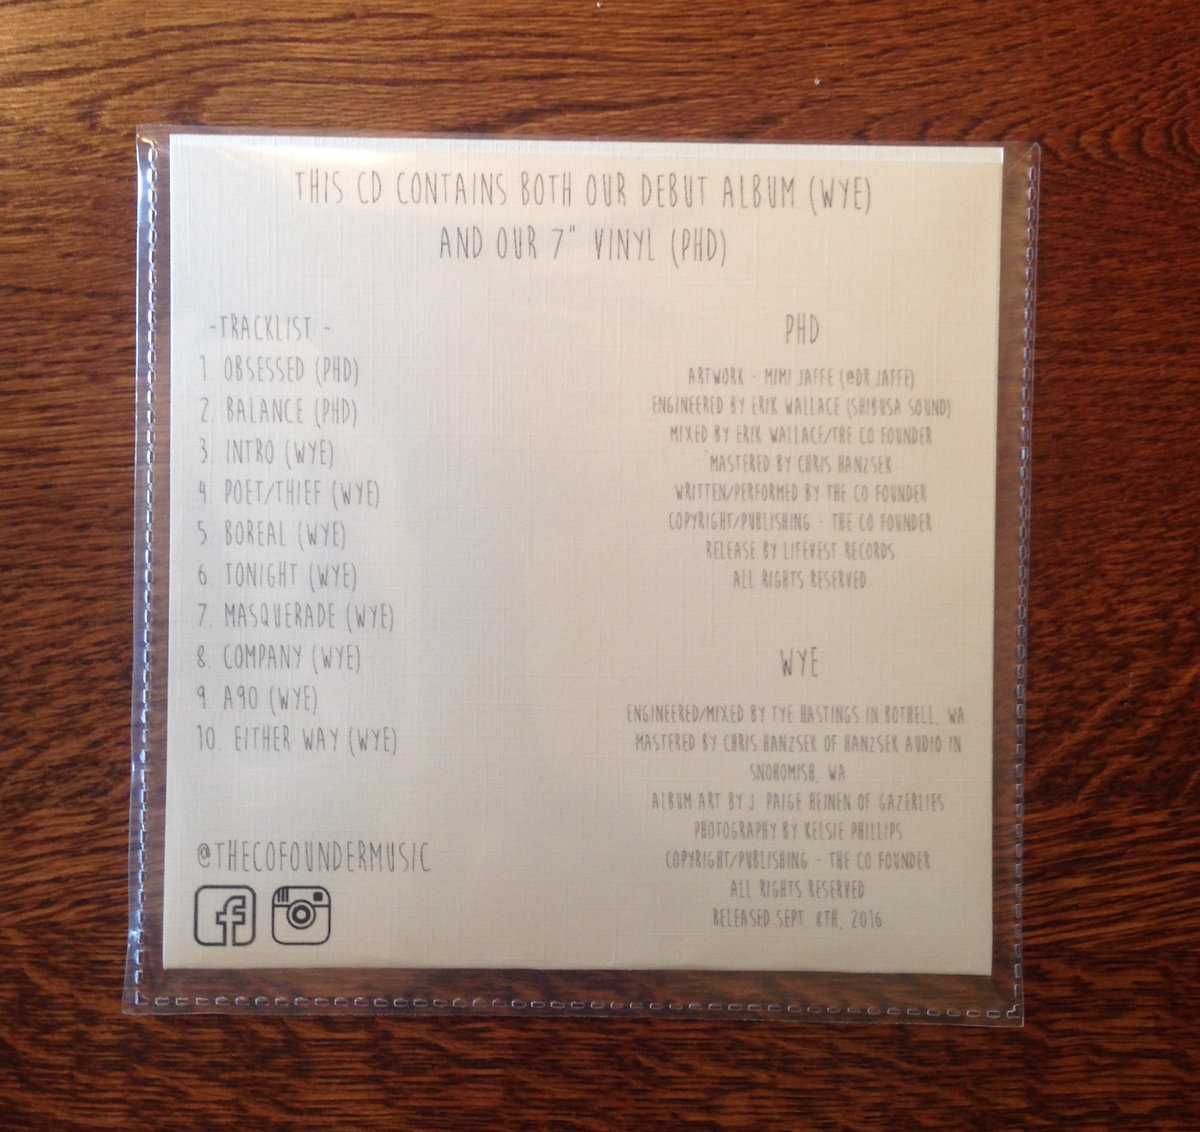 THIS CD CONTAINS BOTH OUR DEBUT ALBUM (WYE)
AND OUR 7" VINYL (PHD)
-TRACKLIST -
1. OBSESSED (PHD)
2. BALANCE (PHD)
3. INTRO (WYE)
4. POET/THIEF (WYE)
5. BOREAL (WYE)
6. TONIGHT (WYE)
7. MASQUERADE (WYE)
8. COMPANY (WYE)
9. A90 (WYE)
10. EITHER WAY (WYE)
@THECOFOUNDERMUSIC
PHD
ARTWORK - MIMI JAFFE (@DR.JAFFE)
ENGINEERED BY ERIK WALLACE (SHIBUSA SOUND)
MIXED BY ERIK WALLACE/THE CO FOUNDER
MASTERED BY CHRIS HANZSEK
WRITTEN/PERFORMED BY THE CO FOUNDER
COPYRIGHT/PUBLISHING - THE CO FOUNDER
RELEASE BY LIFEVEST RECORDS
ALL RIGHTS RESERVED
WYE
ENGINEERED/MIXED BY TYE HASTINGS IN BOTHELL, WA
MASTERED BY CHRIS HANZSEK OF HANZSEK AUDIO IN
SNOHOMISH, WA
ALBUM ART BY J. PAIGE HEINEN OF GAZERLIES
PHOTOGRAPHY BY KELSIE PHILLIPS
COPYRIGHT/PUBLISHING - THE CO FOUNDER
ALL RIGHTS RESERVED
RELEASED SEPT. 8TH, 2016